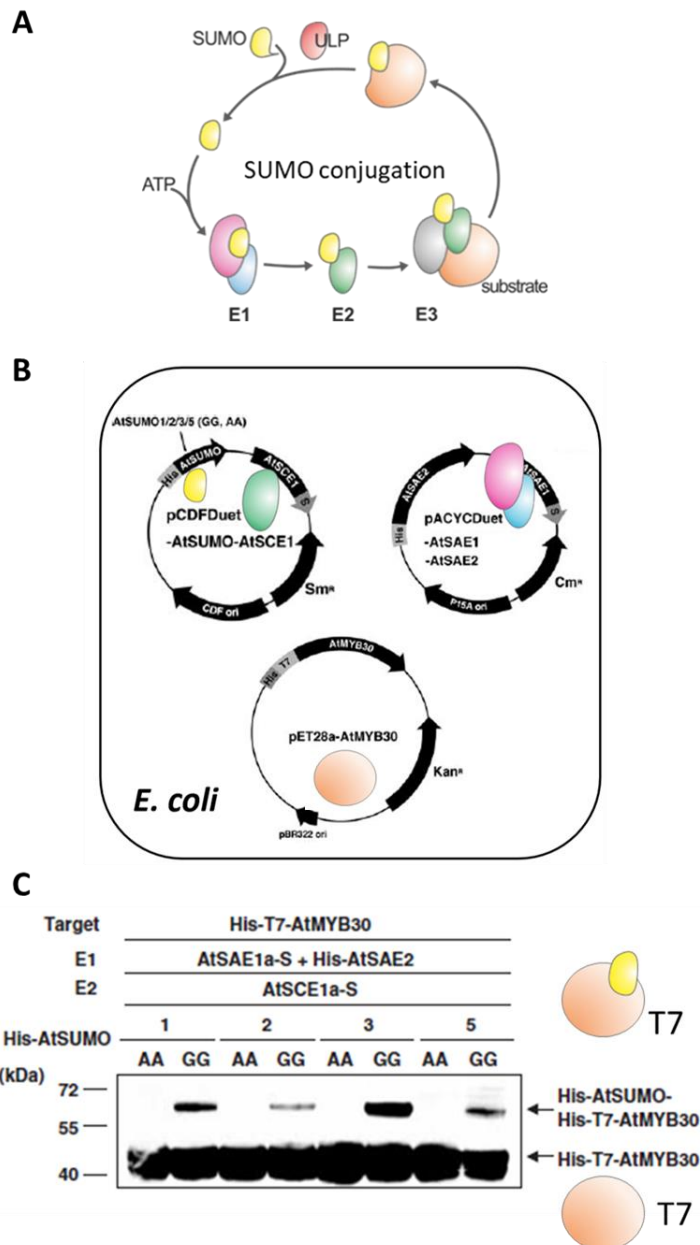 A
SUMO
ULP
ATP
SUMO conjugation
substrate
E1
E2
E3
B
AtSUMO1/2/3/5 (GG, AA)
His
AtSUMO
AtSCE1
S
pCDFDuet
-AtSUMO-AtSCE1
Smᴿ
CDF ori
AtSAE2
AtSAE1
S
His
pACYCDuet
-AtSAE1
-AtSAE2
Cmᴿ
P15A ori
His T7
AtMYB30
pET28a-AtMYB30
Kanᴿ
pBR322 ori
E. coli
C
Target
His-T7-AtMYB30
E1
AtSAE1a-S + His-AtSAE2
E2
AtSCE1a-S
His-AtSUMO
1 2 3 5
AA GG AA GG AA GG AA GG
(kDa)
72
55
40
His-AtSUMO-
His-T7-AtMYB30
His-T7-AtMYB30
T7
T7